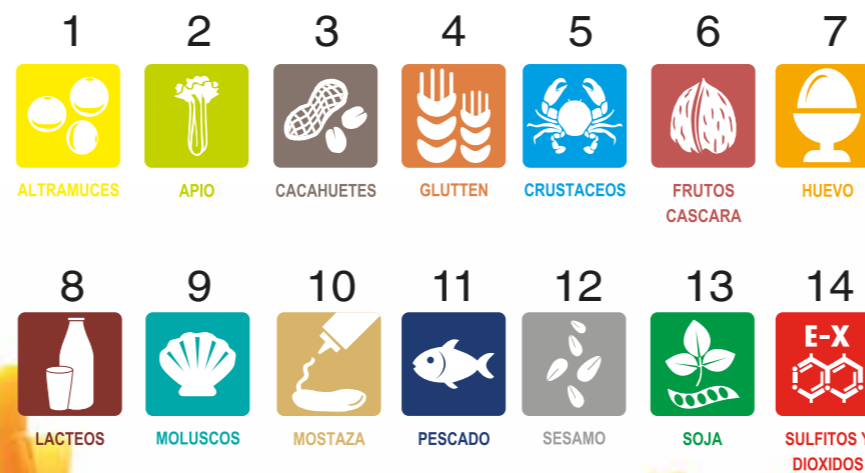 1 2 3 4 5 6 7
ALTRAMUCES APIO CACAHUETES GLUTTEN CRUSTACEOS FRUTOS CASCARA HUEVO
8 9 10 11 12 13 14
E-X
LACTEOS MOLUSCOS MOSTAZA PESCADO SESAMO SOJA SULFITOS Y DIOXIDOS